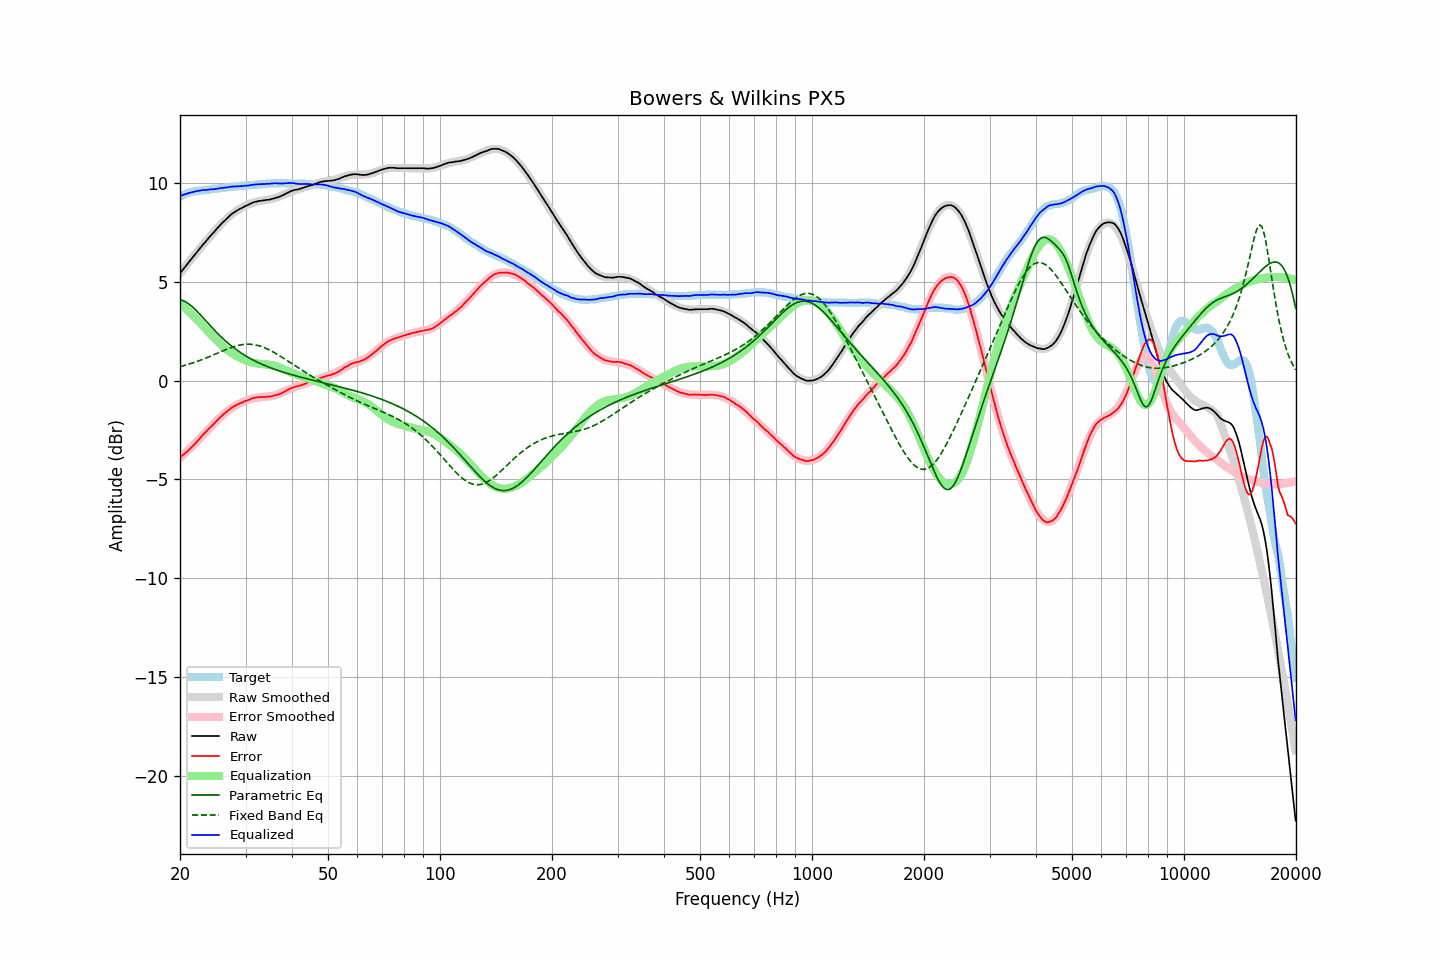 Bowers & Wilkins PX5
Amplitude (dBr)
10
5
0
−5
−10
−15
−20
Target
Raw Smoothed
Error Smoothed
Raw
Error
Equalization
Parametric Eq
Fixed Band Eq
Equalized
20 50 100 200 500 1000 2000 5000 10000 20000
Frequency (Hz)